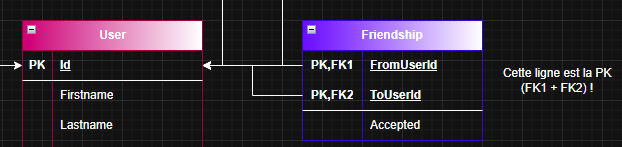 User
PK Id
Firstname
Lastname
Friendship
PK,FK1 FromUserId
PK,FK2 ToUserId
Accepted
Cette ligne est la PK
(FK1 + FK2) !